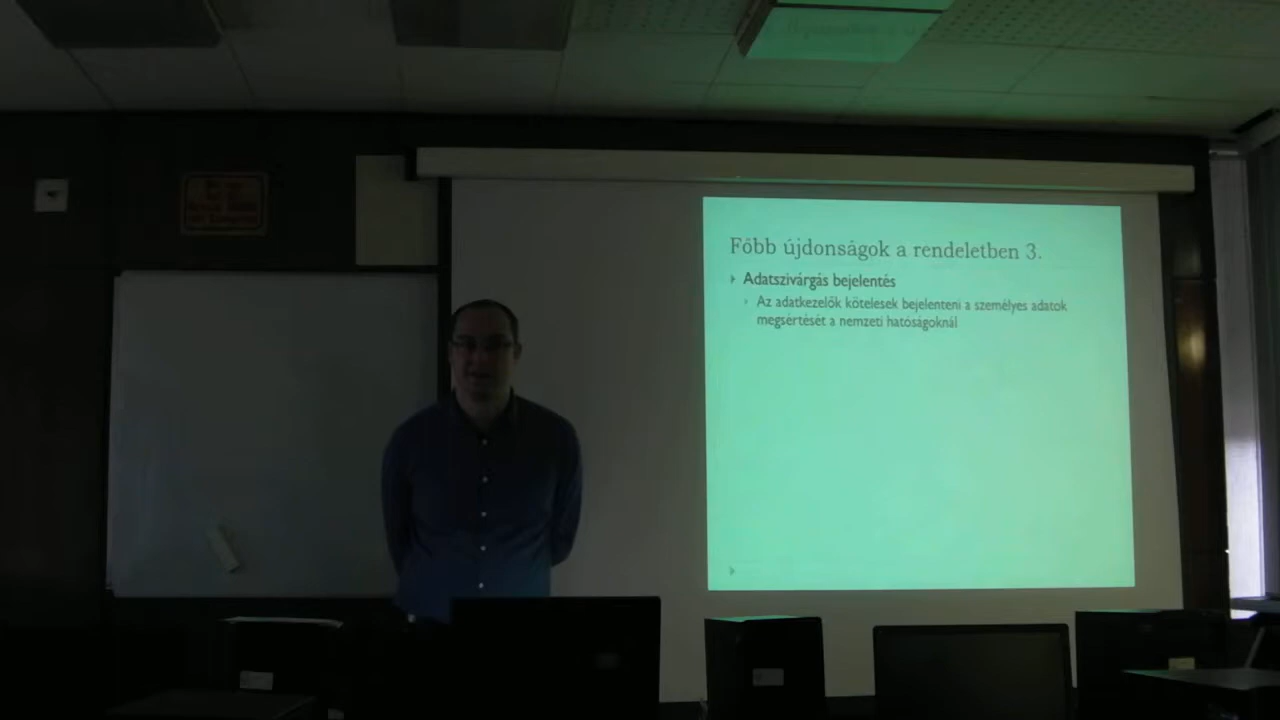 Főbb újdonságok a rendeletben 3.
Adatszivárgás bejelentés
Az adatkezelők kötelesek bejelenteni a személyes adatok
megsértését a nemzeti hatóságoknál